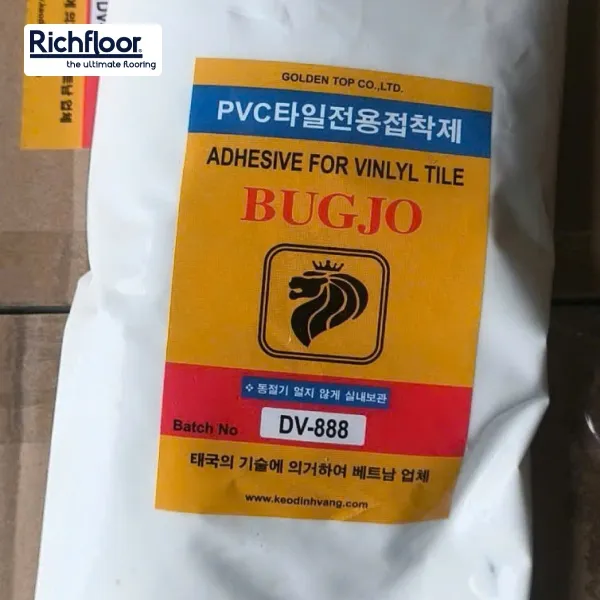 Richfloor
the ultimate flooring
GOLDEN TOP CO.,LTD.
PVC타일전용접착제
ADHESIVE FOR VINLYL TILE
BUGJO
❖ 동절기 얼지 않게 실내보관
Batch No
DV-888
태국의 기술에 의거하여 베트남 업체
www.keodinhvang.com